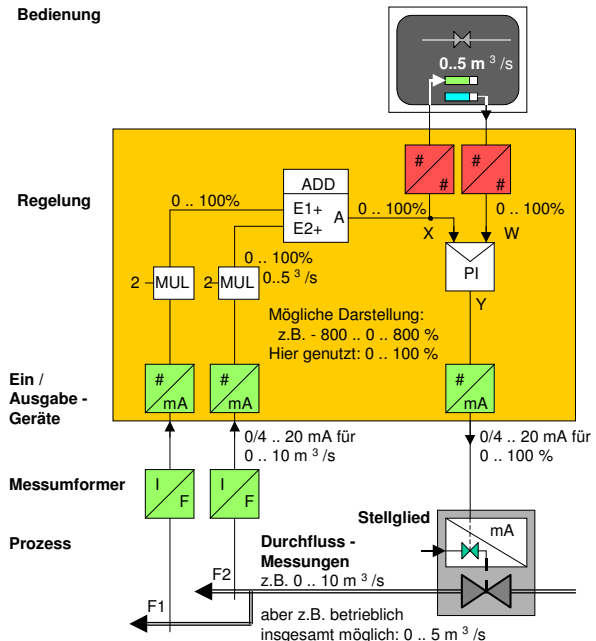 Bedienung
0..5 m ³ /s
# #
# #
Regelung
ADD
E1+
E2+
A
0 .. 100%
0 .. 100%
0 .. 100%
X
W
0 .. 100%
0..5 ³ /s
2
MUL
2
MUL
PI
Y
Mögliche Darstellung:
z.B. - 800 .. 0 .. 800 %
Hier genutzt: 0 .. 100 %
Ein /
Ausgabe -
Geräte
# mA
# mA
# mA
0/4 .. 20 mA für
0 .. 10 m ³ /s
0/4 .. 20 mA für
0 .. 100 %
Messumformer
I F
I F
Stellglied
mA
Prozess
Durchfluss -
Messungen
z.B. 0 .. 10 m ³ /s
F2
F1
aber z.B. betrieblich
insgesamt möglich: 0 .. 5 m ³ /s